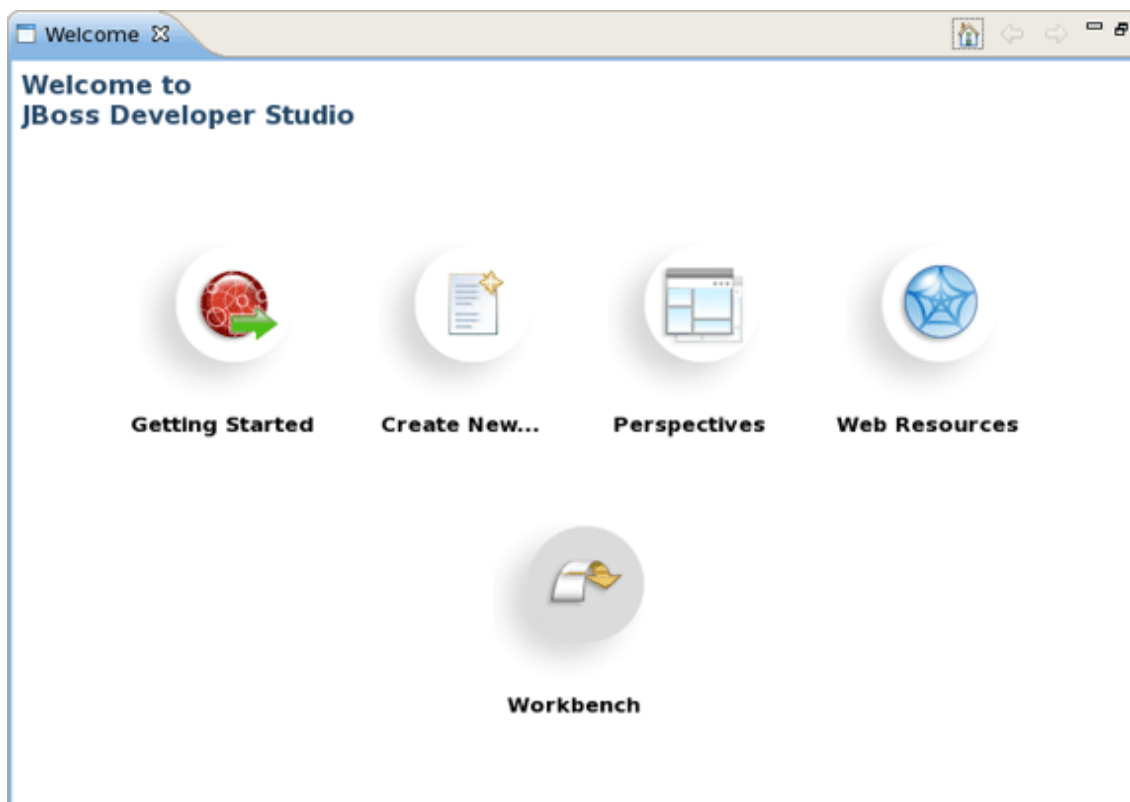 Welcome
Welcome to
JBoss Developer Studio
Getting Started
Create New...
Perspectives
Web Resources
Workbench